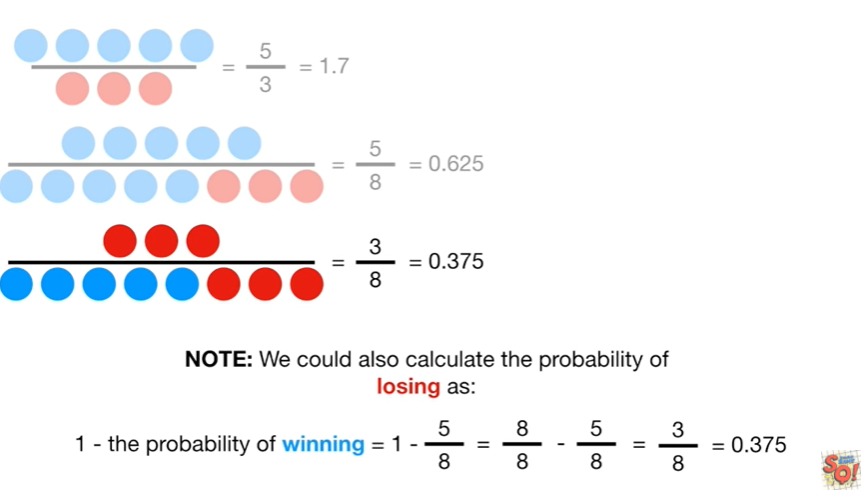 5/3 = 1.7
= 5/8 = 0.625
= 3/8 = 0.375
NOTE: We could also calculate the probability of
losing as:
1 - the probability of winning = 1 - 5/8 = 8/8 - 5/8 = 3/8 = 0.375
SQ!